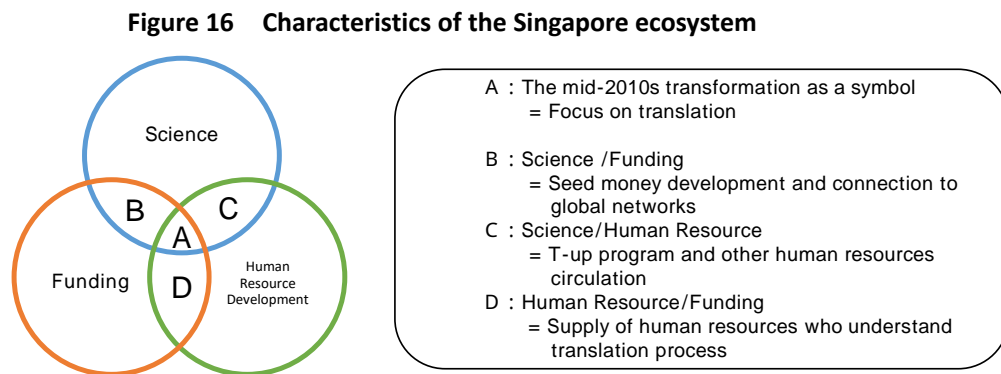 Figure 16 Characteristics of the Singapore ecosystem
Science
B
C
A
Funding
D
Human
Resource
Development
A : The mid-2010s transformation as a symbol
= Focus on translation
B : Science /Funding
= Seed money development and connection to
global networks
C : Science/Human Resource
= T-up program and other human resources
circulation
D : Human Resource/Funding
= Supply of human resources who understand
translation process